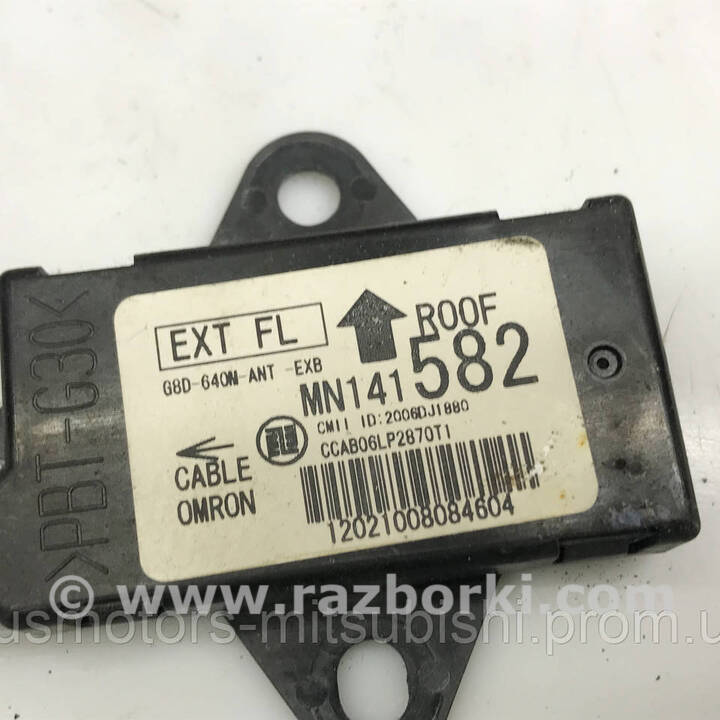 EXT FL
ROOF
G8D-640M-ANT -EXB
MN141582
CMII ID:2006DJ1880
CCAB06LP2870T1
CABLE
OMRON
12021008084604
>PBT-G30<
www.razborki.com
usmotors-mitsubishi.prom.u